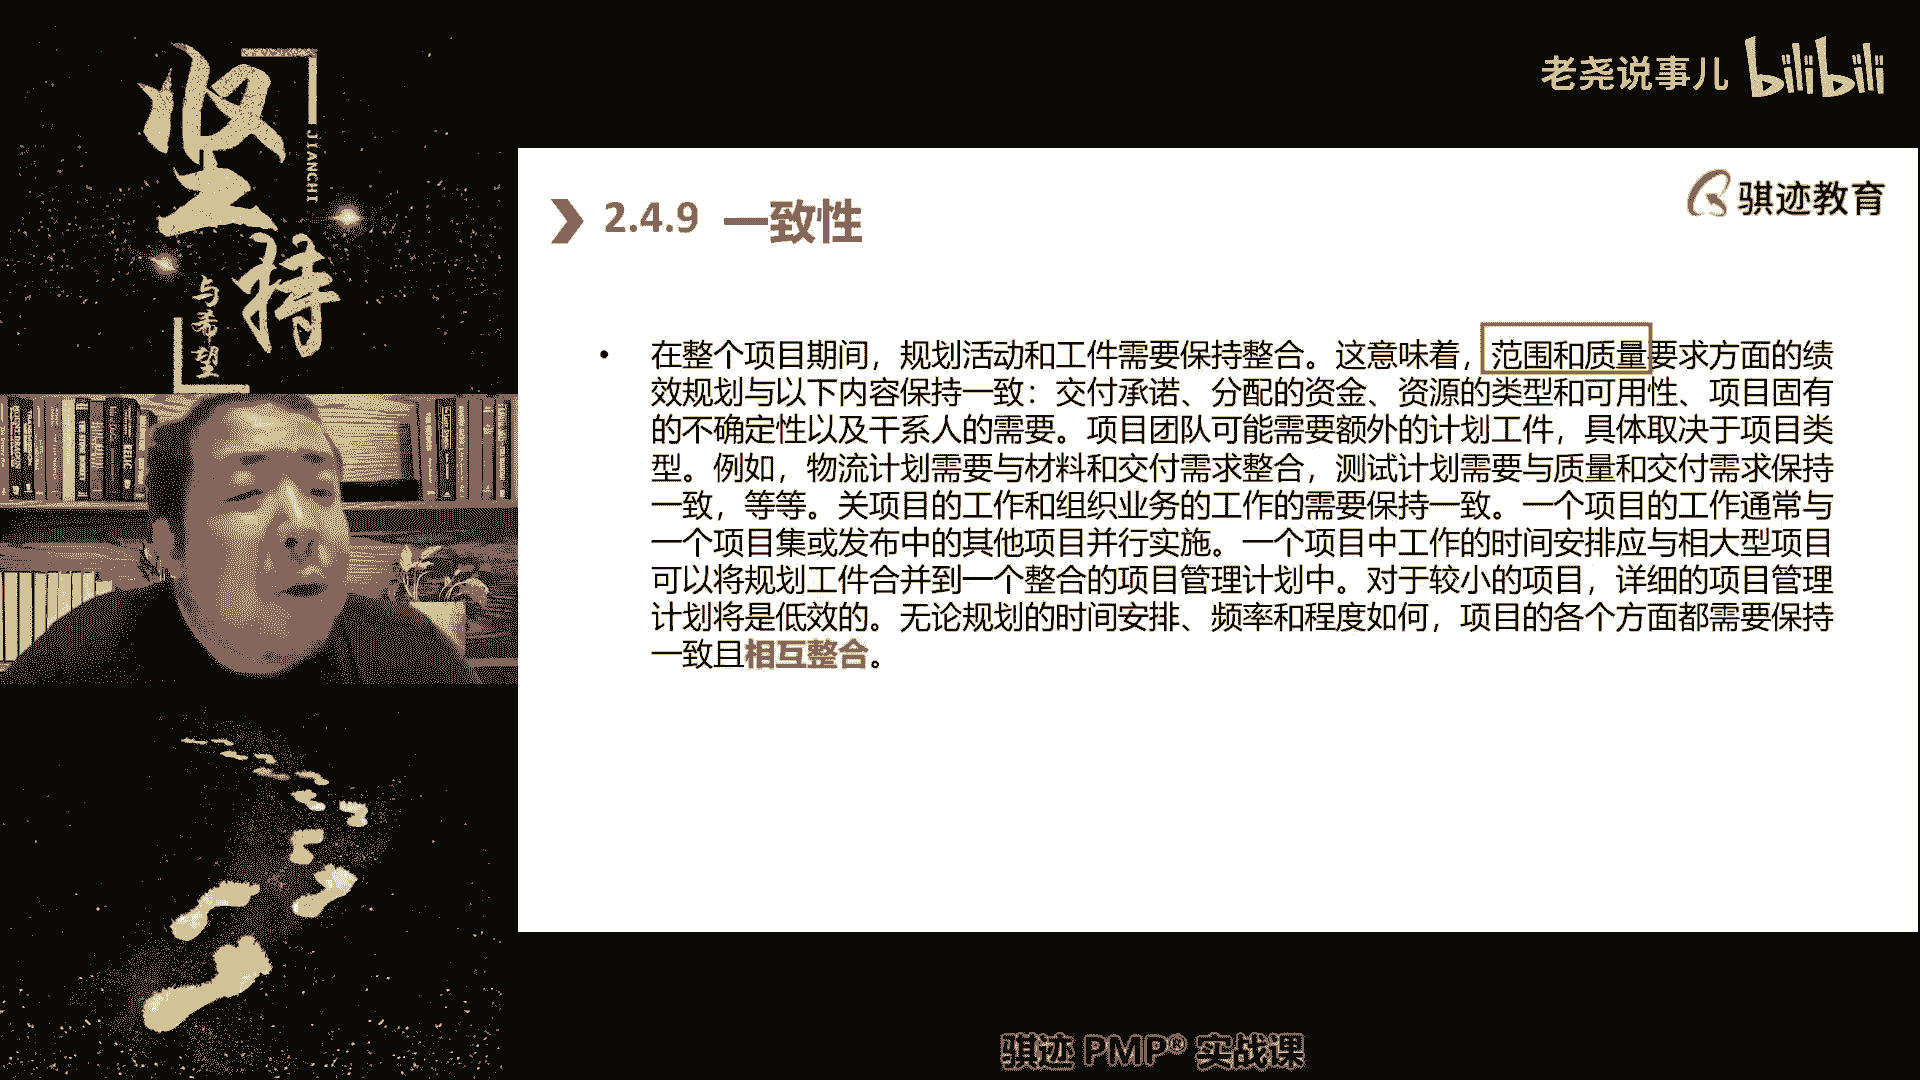 坚持
JIANCHI
与希望
老尧说事儿 bilibili
骐迹教育
2.4.9 一致性
• 在整个项目期间，规划活动和工件需要保持整合。这意味着，范围和质量要求方面的绩
效规划与以下内容保持一致：交付承诺、分配的资金、资源的类型和可用性、项目固有
的不确定性以及干系人的需要。项目团队可能需要额外的计划工件，具体取决于项目类
型。例如，物流计划需要与材料和交付需求整合，测试计划需要与质量和交付需求保持
一致，等等。关项目的工作和组织业务的工作的需要保持一致。一个项目的工作通常与
一个项目集或发布中的其他项目并行实施。一个项目中工作的时间安排应与相大型项目
可以将规划工件合并到一个整合的项目管理计划中。对于较小的项目，详细的项目管理
计划将是低效的。无论规划的时间安排、频率和程度如何，项目的各个方面都需要保持
一致且相互整合。
骐迹 PMP® 实战课